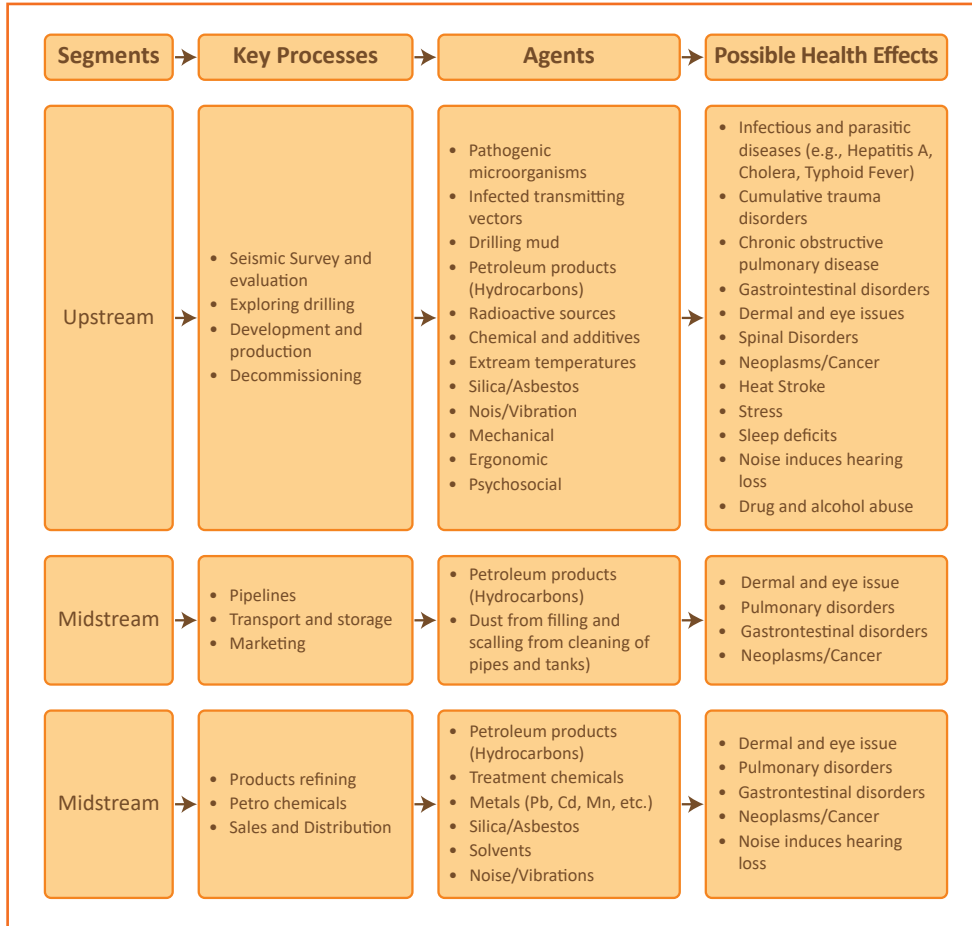 Segments
Key Processes
Agents
Possible Health Effects
Upstream
• Seismic Survey and
evaluation
• Exploring drilling
• Development and
production
• Decommissioning
• Pathogenic
microorganisms
• Infected transmitting
vectors
• Drilling mud
• Petroleum products
(Hydrocarbons)
• Radioactive sources
• Chemical and additives
• Extream temperatures
• Silica/Asbestos
• Nois/Vibration
• Mechanical
• Ergonomic
• Psychosocial
• Infectious and parasitic
diseases (e.g., Hepatitis A,
Cholera, Typhoid Fever)
• Cumulative trauma
disorders
• Chronic obstructive
pulmonary disease
• Gastrointestinal disorders
• Dermal and eye issues
• Spinal Disorders
• Neoplasms/Cancer
• Heat Stroke
• Stress
• Sleep deficits
• Noise induces hearing
loss
• Drug and alcohol abuse
Midstream
• Pipelines
• Transport and storage
• Marketing
• Petroleum products
(Hydrocarbons)
• Dust from filling and
scalling from cleaning of
pipes and tanks)
• Dermal and eye issue
• Pulmonary disorders
• Gastrontestinal disorders
• Neoplasms/Cancer
Midstream
• Products refining
• Petro chemicals
• Sales and Distribution
• Petroleum products
(Hydrocarbons)
• Treatment chemicals
• Metals (Pb, Cd, Mn, etc.)
• Silica/Asbestos
• Solvents
• Noise/Vibrations
• Dermal and eye issue
• Pulmonary disorders
• Gastrontestinal disorders
• Neoplasms/Cancer
• Noise induces hearing
loss